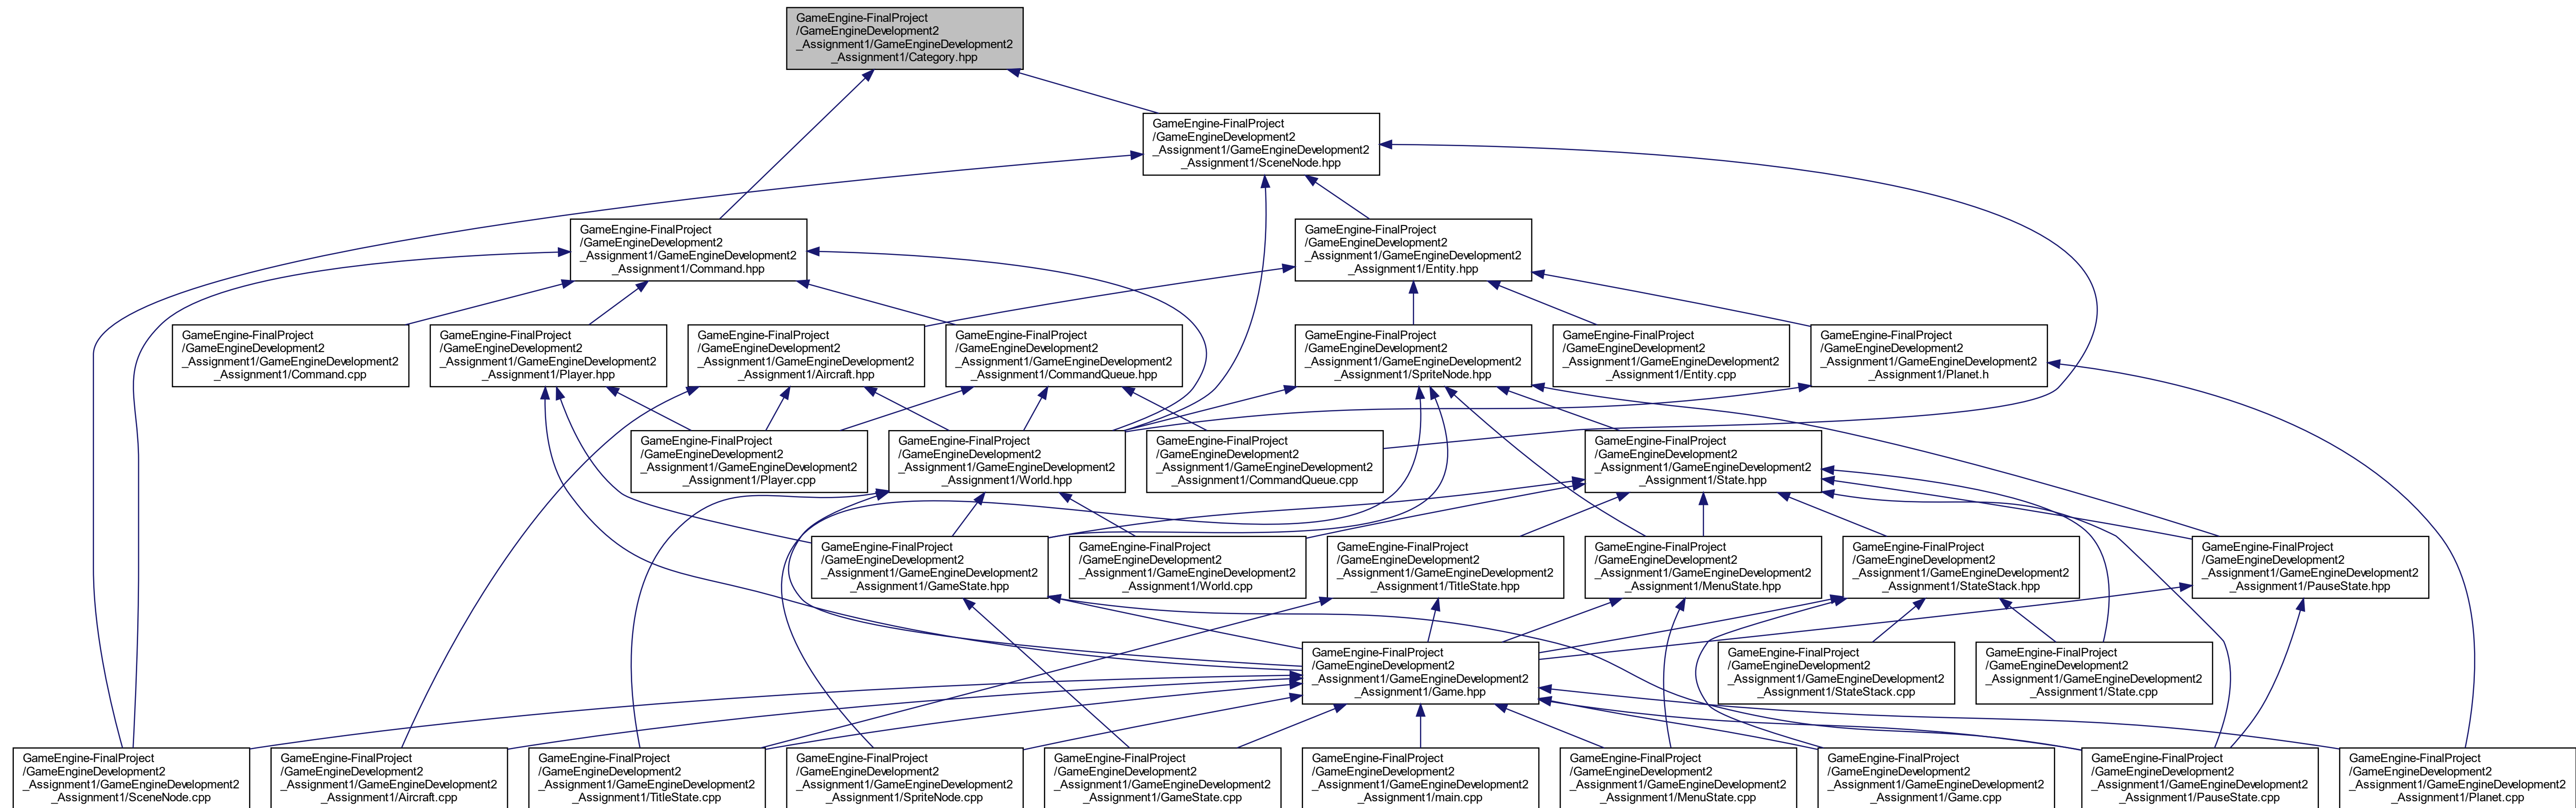 GameEngine-FinalProject
/GameEngineDevelopment2
_Assignment1/GameEngineDevelopment2
_Assignment1/Category.hpp
GameEngine-FinalProject
/GameEngineDevelopment2
_Assignment1/GameEngineDevelopment2
_Assignment1/SceneNode.hpp
GameEngine-FinalProject
/GameEngineDevelopment2
_Assignment1/GameEngineDevelopment2
_Assignment1/Command.hpp
GameEngine-FinalProject
/GameEngineDevelopment2
_Assignment1/GameEngineDevelopment2
_Assignment1/Entity.hpp
GameEngine-FinalProject
/GameEngineDevelopment2
_Assignment1/GameEngineDevelopment2
_Assignment1/Command.cpp
GameEngine-FinalProject
/GameEngineDevelopment2
_Assignment1/GameEngineDevelopment2
_Assignment1/Player.hpp
GameEngine-FinalProject
/GameEngineDevelopment2
_Assignment1/GameEngineDevelopment2
_Assignment1/Aircraft.hpp
GameEngine-FinalProject
/GameEngineDevelopment2
_Assignment1/GameEngineDevelopment2
_Assignment1/CommandQueue.hpp
GameEngine-FinalProject
/GameEngineDevelopment2
_Assignment1/GameEngineDevelopment2
_Assignment1/SpriteNode.hpp
GameEngine-FinalProject
/GameEngineDevelopment2
_Assignment1/GameEngineDevelopment2
_Assignment1/Entity.cpp
GameEngine-FinalProject
/GameEngineDevelopment2
_Assignment1/GameEngineDevelopment2
_Assignment1/Planet.h
GameEngine-FinalProject
/GameEngineDevelopment2
_Assignment1/GameEngineDevelopment2
_Assignment1/Player.cpp
GameEngine-FinalProject
/GameEngineDevelopment2
_Assignment1/GameEngineDevelopment2
_Assignment1/World.hpp
GameEngine-FinalProject
/GameEngineDevelopment2
_Assignment1/GameEngineDevelopment2
_Assignment1/CommandQueue.cpp
GameEngine-FinalProject
/GameEngineDevelopment2
_Assignment1/GameEngineDevelopment2
_Assignment1/State.hpp
GameEngine-FinalProject
/GameEngineDevelopment2
_Assignment1/GameEngineDevelopment2
_Assignment1/GameState.hpp
GameEngine-FinalProject
/GameEngineDevelopment2
_Assignment1/GameEngineDevelopment2
_Assignment1/World.cpp
GameEngine-FinalProject
/GameEngineDevelopment2
_Assignment1/GameEngineDevelopment2
_Assignment1/TitleState.hpp
GameEngine-FinalProject
/GameEngineDevelopment2
_Assignment1/GameEngineDevelopment2
_Assignment1/MenuState.hpp
GameEngine-FinalProject
/GameEngineDevelopment2
_Assignment1/GameEngineDevelopment2
_Assignment1/StateStack.hpp
GameEngine-FinalProject
/GameEngineDevelopment2
_Assignment1/GameEngineDevelopment2
_Assignment1/PauseState.hpp
GameEngine-FinalProject
/GameEngineDevelopment2
_Assignment1/GameEngineDevelopment2
_Assignment1/Game.hpp
GameEngine-FinalProject
/GameEngineDevelopment2
_Assignment1/GameEngineDevelopment2
_Assignment1/StateStack.cpp
GameEngine-FinalProject
/GameEngineDevelopment2
_Assignment1/GameEngineDevelopment2
_Assignment1/State.cpp
GameEngine-FinalProject
/GameEngineDevelopment2
_Assignment1/GameEngineDevelopment2
_Assignment1/SceneNode.cpp
GameEngine-FinalProject
/GameEngineDevelopment2
_Assignment1/GameEngineDevelopment2
_Assignment1/Aircraft.cpp
GameEngine-FinalProject
/GameEngineDevelopment2
_Assignment1/GameEngineDevelopment2
_Assignment1/TitleState.cpp
GameEngine-FinalProject
/GameEngineDevelopment2
_Assignment1/GameEngineDevelopment2
_Assignment1/SpriteNode.cpp
GameEngine-FinalProject
/GameEngineDevelopment2
_Assignment1/GameEngineDevelopment2
_Assignment1/GameState.cpp
GameEngine-FinalProject
/GameEngineDevelopment2
_Assignment1/GameEngineDevelopment2
_Assignment1/main.cpp
GameEngine-FinalProject
/GameEngineDevelopment2
_Assignment1/GameEngineDevelopment2
_Assignment1/MenuState.cpp
GameEngine-FinalProject
/GameEngineDevelopment2
_Assignment1/GameEngineDevelopment2
_Assignment1/Game.cpp
GameEngine-FinalProject
/GameEngineDevelopment2
_Assignment1/GameEngineDevelopment2
_Assignment1/PauseState.cpp
GameEngine-FinalProject
/GameEngineDevelopment2
_Assignment1/GameEngineDevelopment2
_Assignment1/Planet.cpp